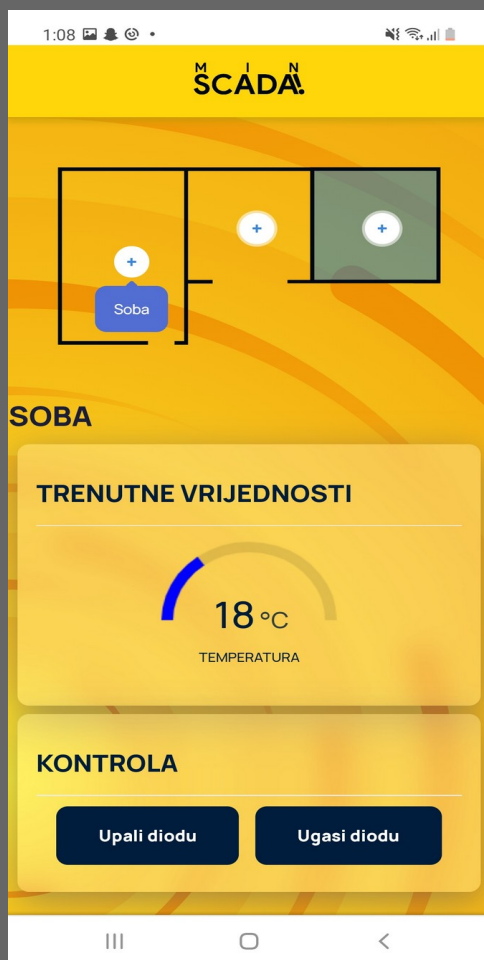 1:08
MIN
SCADA!
+
+
+
Soba
SOBA
TRENUTNE VRIJEDNOSTI
18 °C
TEMPERATURA
KONTROLA
Upali diodu
Ugasi diodu